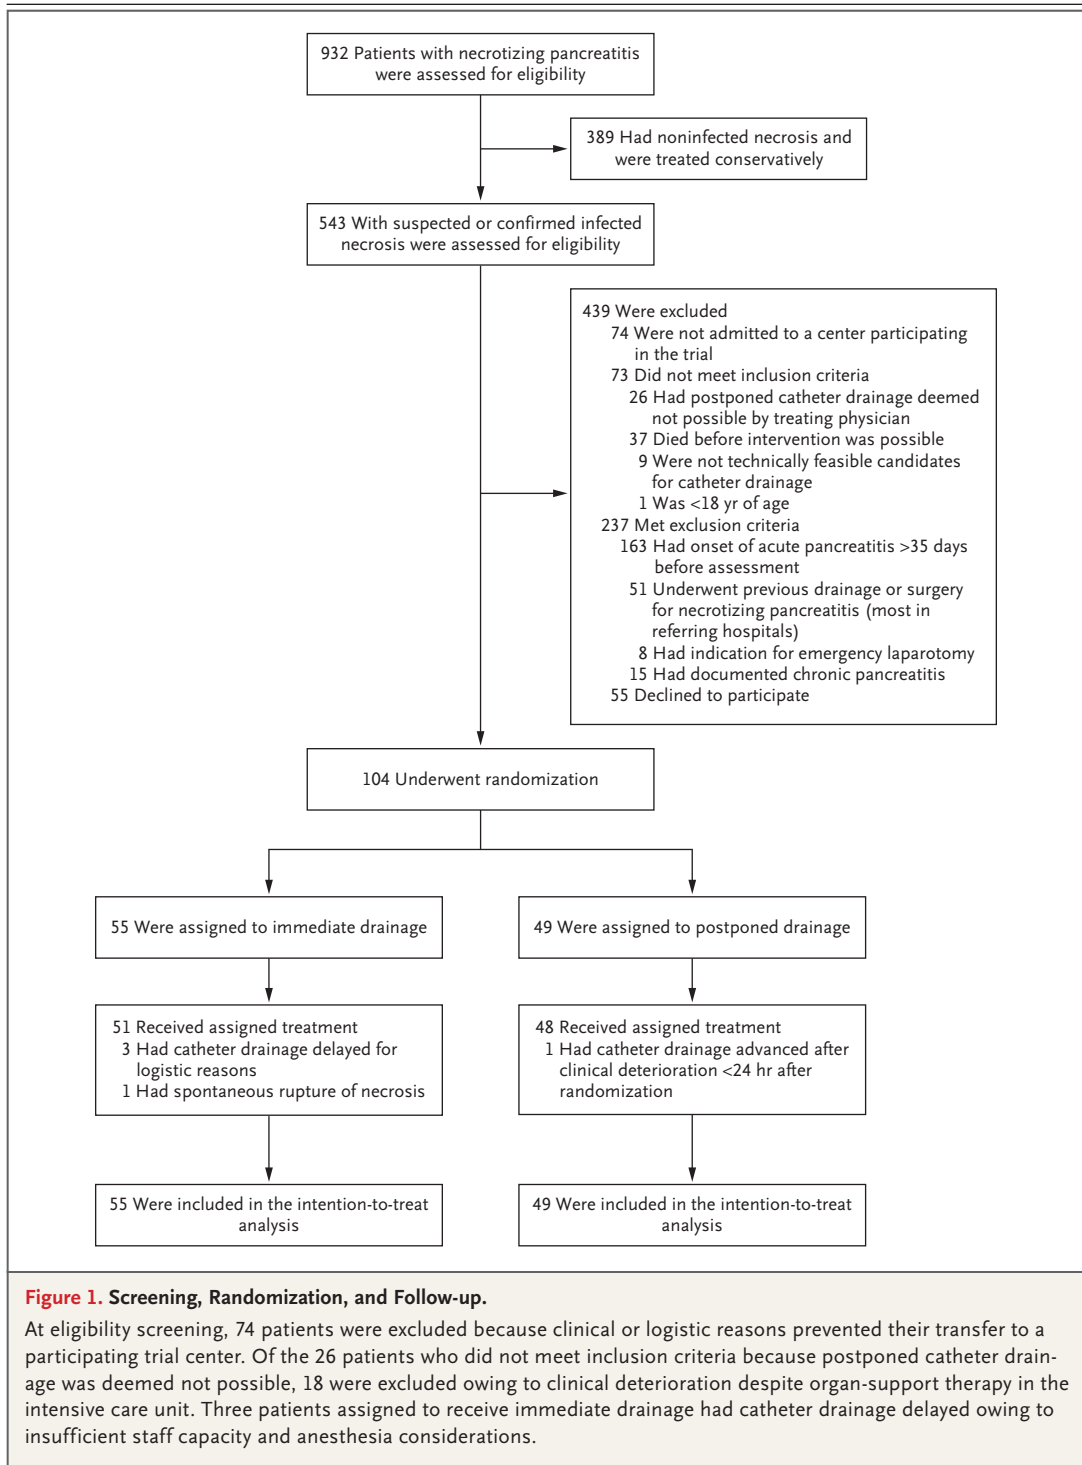 932 Patients with necrotizing pancreatitis
were assessed for eligibility
389 Had noninfected necrosis and
were treated conservatively
543 With suspected or confirmed infected
necrosis were assessed for eligibility
439 Were excluded
74 Were not admitted to a center participating
in the trial
73 Did not meet inclusion criteria
26 Had postponed catheter drainage deemed
not possible by treating physician
37 Died before intervention was possible
9 Were not technically feasible candidates
for catheter drainage
1 Was <18 yr of age
237 Met exclusion criteria
163 Had onset of acute pancreatitis >35 days
before assessment
51 Underwent previous drainage or surgery
for necrotizing pancreatitis (most in
referring hospitals)
8 Had indication for emergency laparotomy
15 Had documented chronic pancreatitis
55 Declined to participate
104 Underwent randomization
55 Were assigned to immediate drainage
49 Were assigned to postponed drainage
51 Received assigned treatment
3 Had catheter drainage delayed for
logistic reasons
1 Had spontaneous rupture of necrosis
48 Received assigned treatment
1 Had catheter drainage advanced after
clinical deterioration <24 hr after
randomization
55 Were included in the intention-to-treat
analysis
49 Were included in the intention-to-treat
analysis
Figure 1. Screening, Randomization, and Follow-up.
At eligibility screening, 74 patients were excluded because clinical or logistic reasons prevented their transfer to a
participating trial center. Of the 26 patients who did not meet inclusion criteria because postponed catheter drain-
age was deemed not possible, 18 were excluded owing to clinical deterioration despite organ-support therapy in the
intensive care unit. Three patients assigned to receive immediate drainage had catheter drainage delayed owing to
insufficient staff capacity and anesthesia considerations.